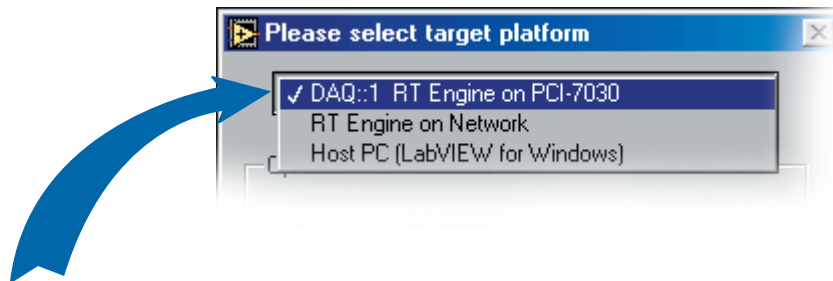 Please select target platform
✓ DAQ::1 RT Engine on PCI-7030
RT Engine on Network
Host PC (LabVIEW for Windows)